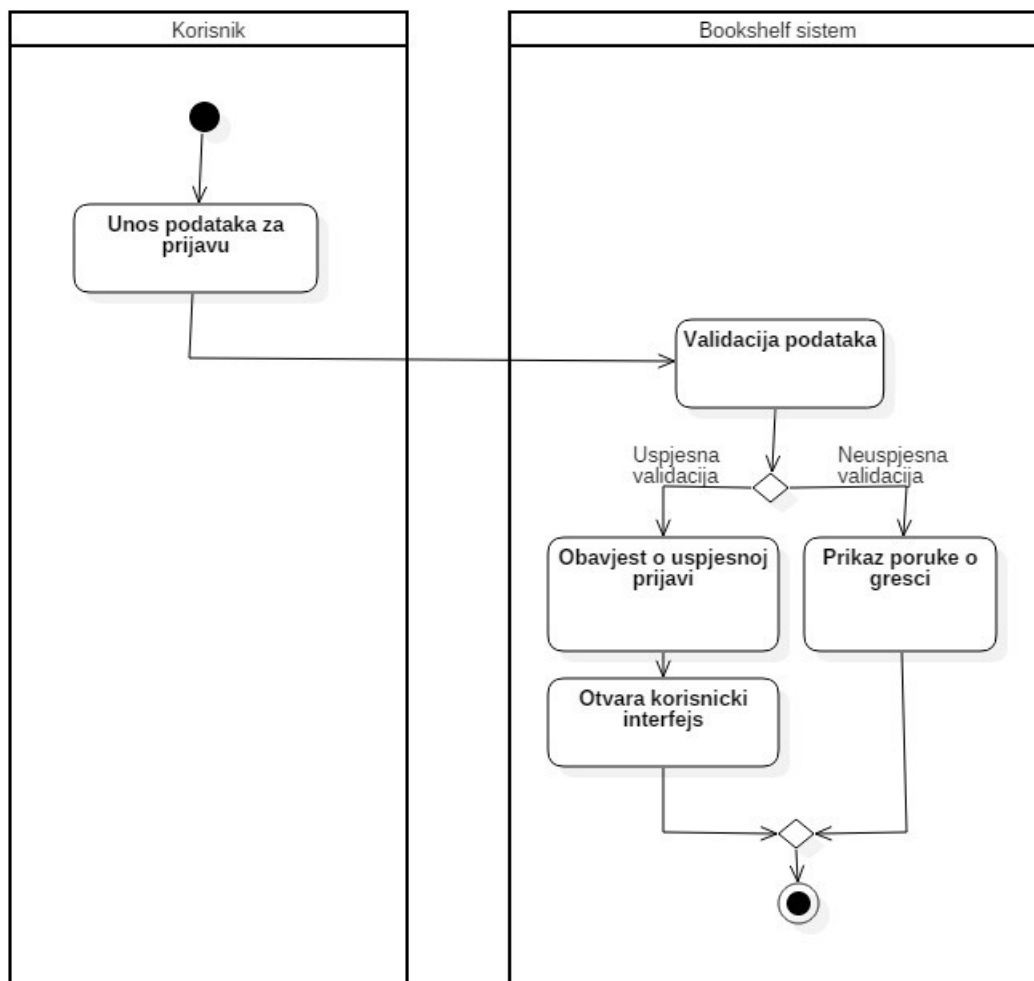 Korisnik
Bookshelf sistem
Unos podataka za
prijavu
Validacija podataka
Uspjesna
validacija
Neuspjesna
validacija
Obavjest o uspjesnoj
prijavi
Prikaz poruke o
gresci
Otvara korisnicki
interfejs